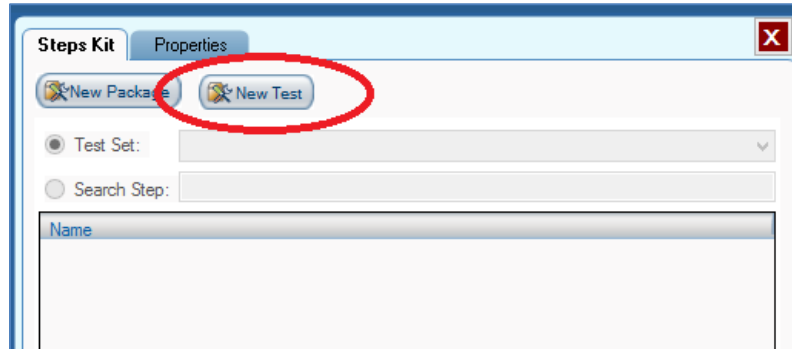 Steps Kit Properties X
New Package New Test
Test Set:
Search Step:
Name